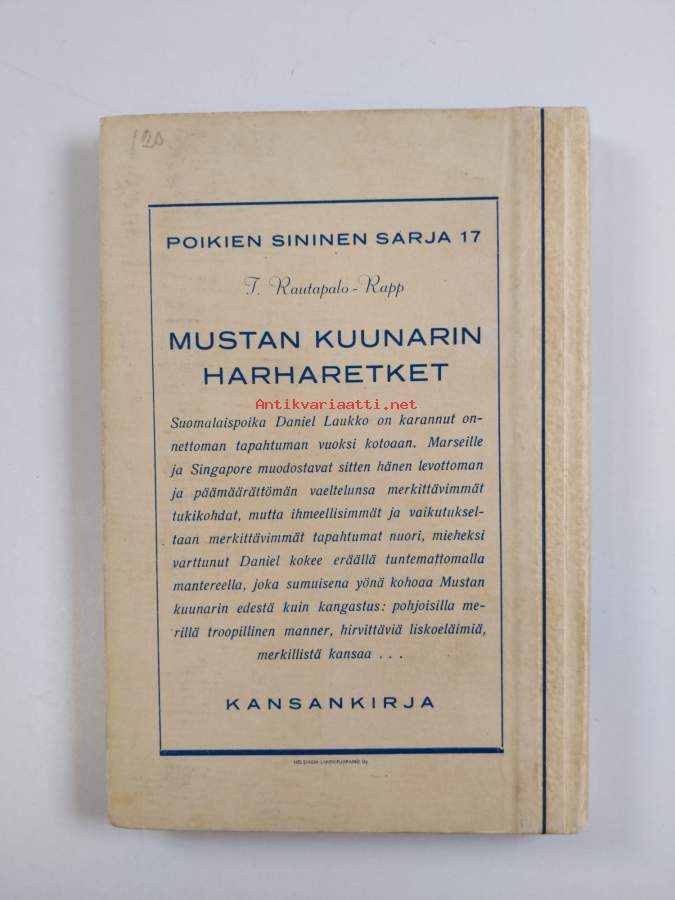 120
POIKIEN SININEN SARJA 17
T. Rautapalo-Rapp
MUSTAN KUUNARIN
HARHARETKET
Antikvariaatti.net
Suomalaispoika Daniel Laukko on karannut on-
nettoman tapahtuman vuoksi kotoaan. Marseille
ja Singapore muodostavat sitten hänen levottoman
ja päämäärättömän vaeltelunsa merkittävimmät
tukikohdat, mutta ihmeellisimmät ja vaikutuksel-
taan merkittävimmät tapahtumat nuori, mieheksi
varttunut Daniel kokee eräällä tuntemattomalla
mantereella, joka sumuisena yönä kohoaa Mustan
kuunarin edestä kuin kangastus: pohjoisilla me-
rillä troopillinen manner, hirvittäviä liskoeläimiä,
merkillistä kansaa . . .
KANSANKIRJA
HELSINGIN